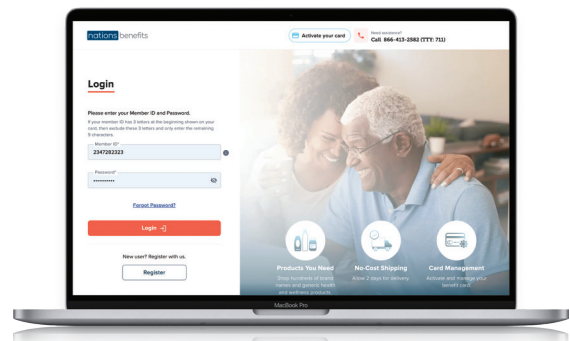 nations benefits
Activate your card
Need assistance?
Call 866-413-2582 (TTY: 711)
Login
Please enter your Member ID and Password.
If your member ID has 3 letters at the beginning shown on your
card, then exclude these 3 letters and only enter the remaining
9 characters.
Member ID*
2347282323
Password*
••••••••••
Forgot Password?
Login
New user? Register with us.
Register
Products You Need
Shop hundreds of brand
names and generic health
and wellness products.
No-Cost Shipping
Allow 2 days for delivery.
Card Management
Activate and manage your
benefit card.
MacBook Pro